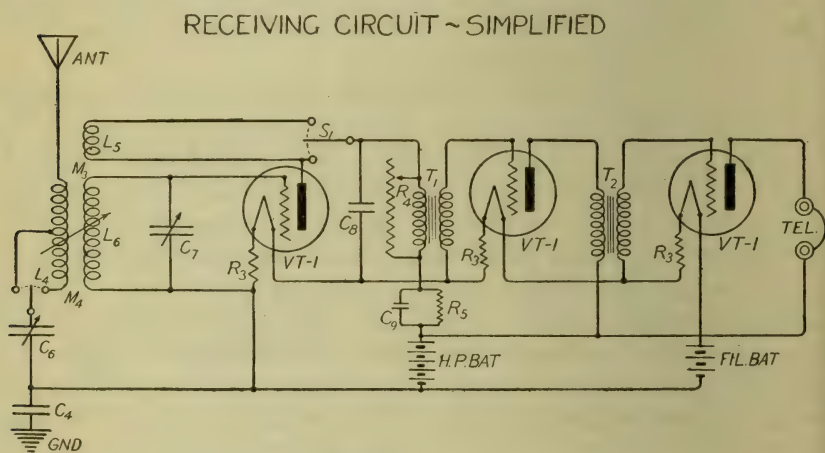 RECEIVING CIRCUIT ~ SIMPLIFIED
ANT
L5
S1
M3
L6
C7
R3
VT-1
C8
R4
T1
R3
VT-1
T2
R3
VT-1
TEL.
L4
M4
C6
C9
R5
H.P.BAT
FIL.BAT
C4
GND